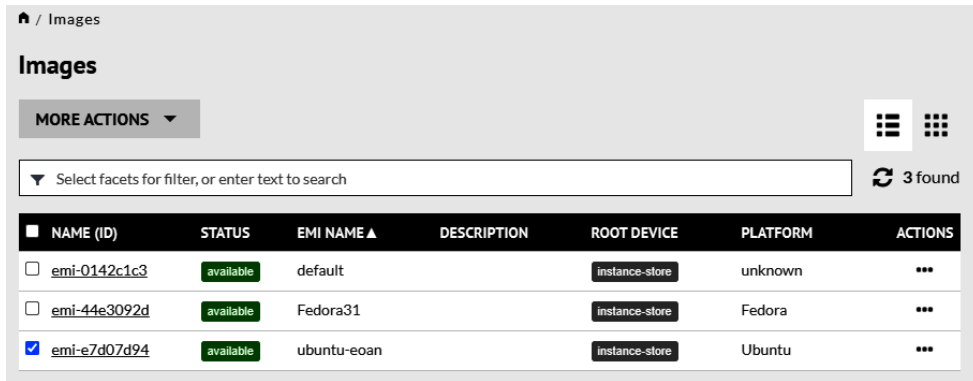 / Images
Images
MORE ACTIONS
Select facets for filter, or enter text to search
3 found
NAME (ID) STATUS EMI NAME▲ DESCRIPTION ROOT DEVICE PLATFORM ACTIONS
emi-0142c1c3 available default instance-store unknown •••
emi-44e3092d available Fedora31 instance-store Fedora •••
emi-e7d07d94 available ubuntu-eoan instance-store Ubuntu •••